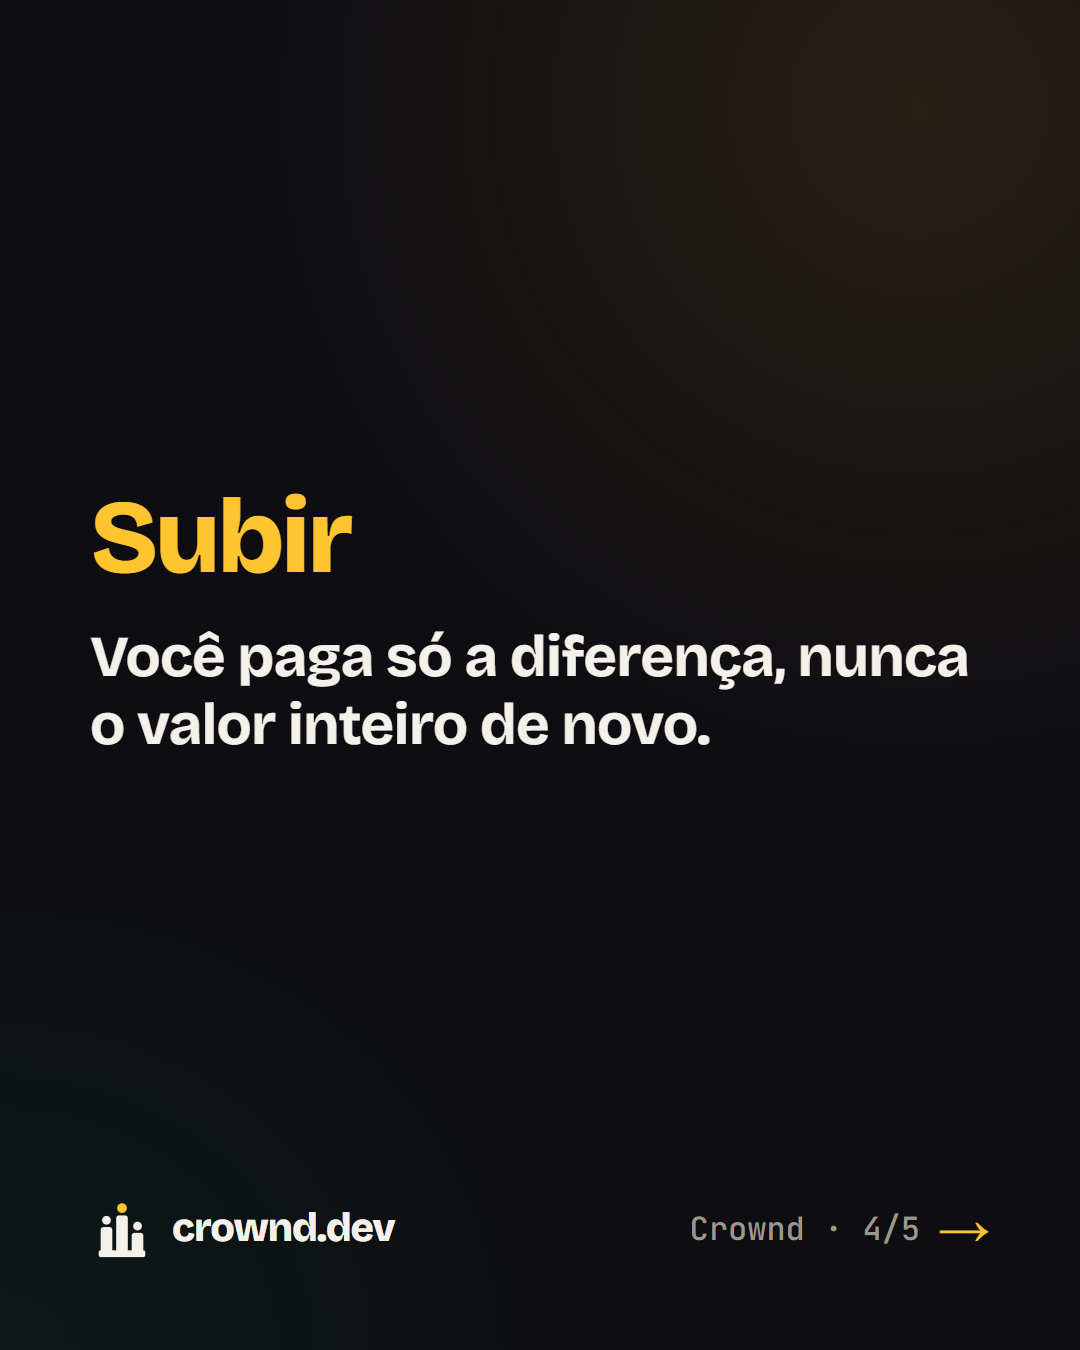 Subir
Você paga só a diferença, nunca
o valor inteiro de novo.
crownd.dev
Crownd · 4/5 →